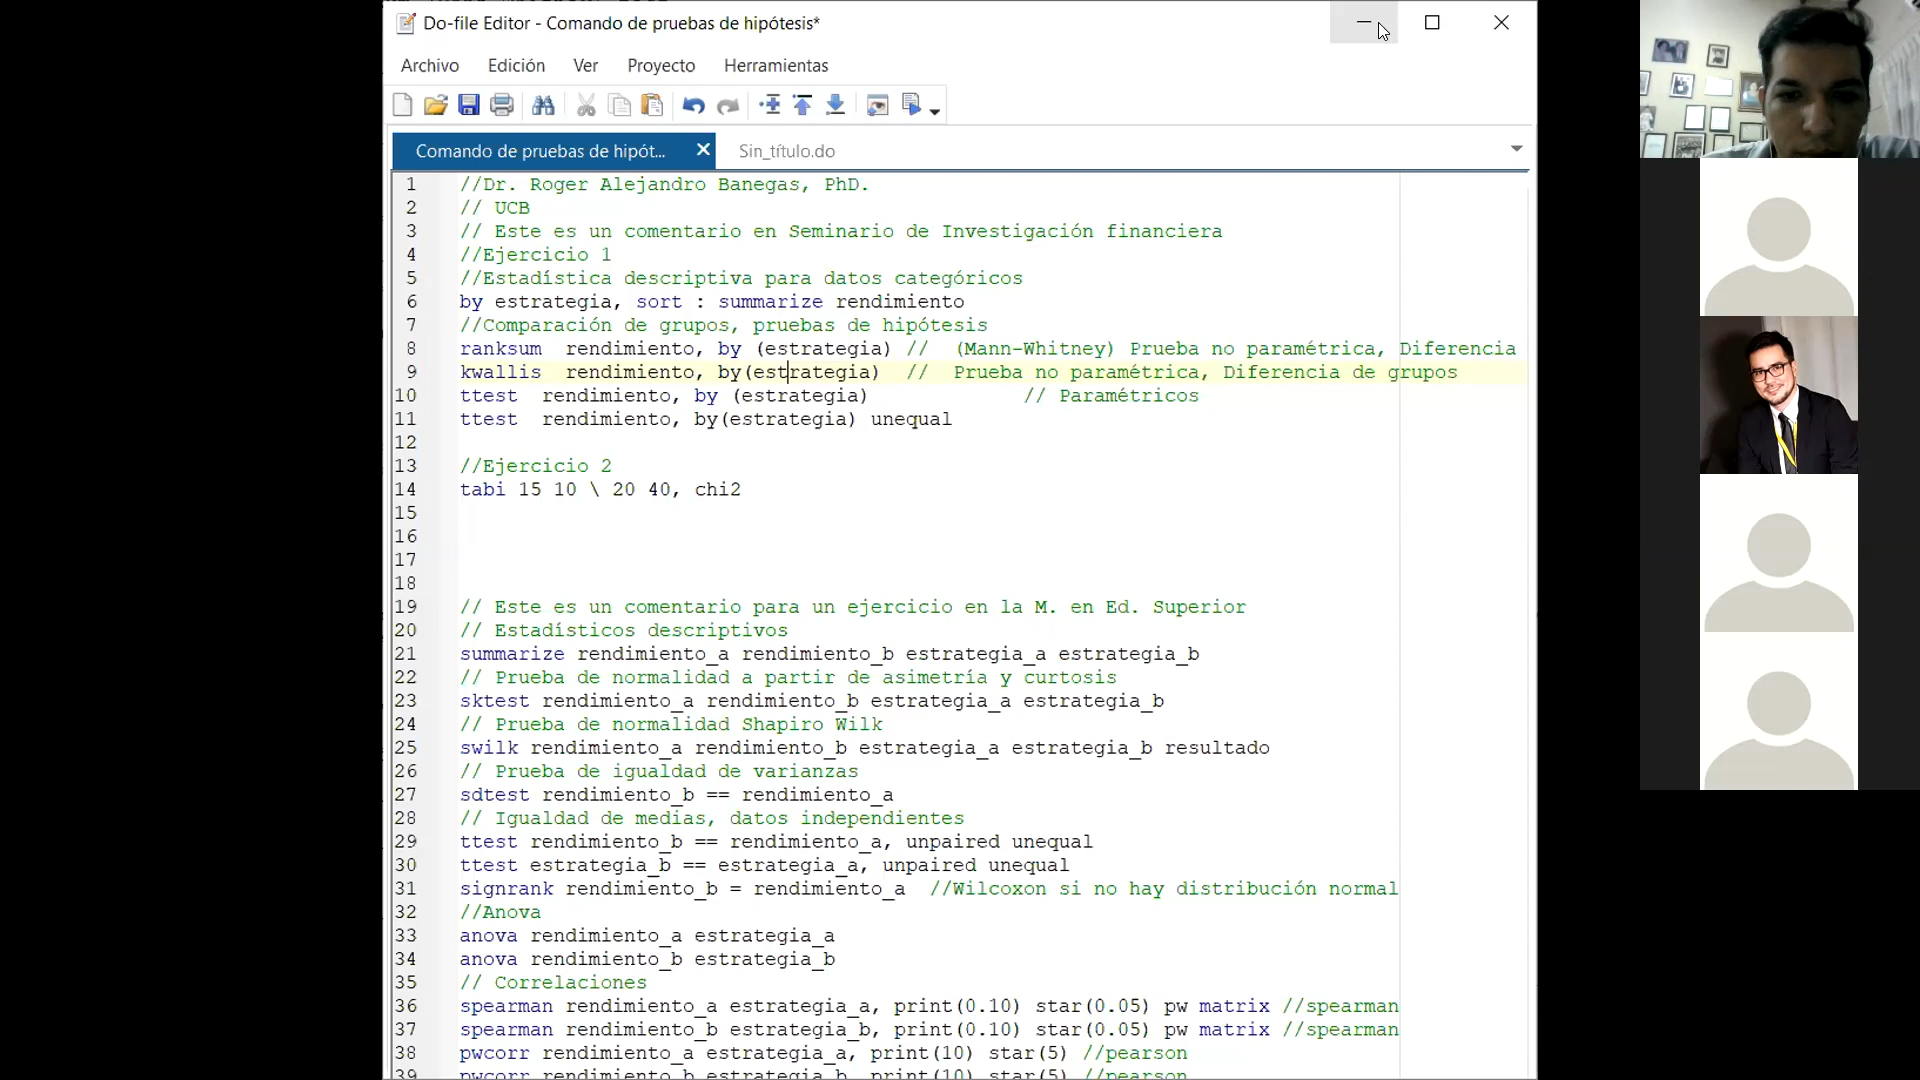 Do-file Editor - Comando de pruebas de hipótesis*
Archivo Edición Ver Proyecto Herramientas
Comando de pruebas de hipót... Sin_título.do
1 //Dr. Roger Alejandro Banegas, PhD.
2 // UCB
3 // Este es un comentario en Seminario de Investigación financiera
4 //Ejercicio 1
5 //Estadística descriptiva para datos categóricos
6 by estrategia, sort : summarize rendimiento
7 //Comparación de grupos, pruebas de hipótesis
8 ranksum rendimiento, by (estrategia) // (Mann-Whitney) Prueba no paramétrica, Diferencia
9 kwallis rendimiento, by(estrategia) // Prueba no paramétrica, Diferencia de grupos
10 ttest rendimiento, by (estrategia) // Paramétricos
11 ttest rendimiento, by(estrategia) unequal
12
13 //Ejercicio 2
14 tabi 15 10 \ 20 40, chi2
15
16
17
18
19 // Este es un comentario para un ejercicio en la M. en Ed. Superior
20 // Estadísticos descriptivos
21 summarize rendimiento_a rendimiento_b estrategia_a estrategia_b
22 // Prueba de normalidad a partir de asimetría y curtosis
23 sktest rendimiento_a rendimiento_b estrategia_a estrategia_b
24 // Prueba de normalidad Shapiro Wilk
25 swilk rendimiento_a rendimiento_b estrategia_a estrategia_b resultado
26 // Prueba de igualdad de varianzas
27 sdtest rendimiento_b == rendimiento_a
28 // Igualdad de medias, datos independientes
29 ttest rendimiento_b == rendimiento_a, unpaired unequal
30 ttest estrategia_b == estrategia_a, unpaired unequal
31 signrank rendimiento_b = rendimiento_a //Wilcoxon si no hay distribución normal
32 //Anova
33 anova rendimiento_a estrategia_a
34 anova rendimiento_b estrategia_b
35 // Correlaciones
36 spearman rendimiento_a estrategia_a, print(0.10) star(0.05) pw matrix //spearman
37 spearman rendimiento_b estrategia_b, print(0.10) star(0.05) pw matrix //spearman
38 pwcorr rendimiento_a estrategia_a, print(10) star(5) //pearson
39 pwcorr rendimiento_b estrategia_b, print(10) star(5) //pearson